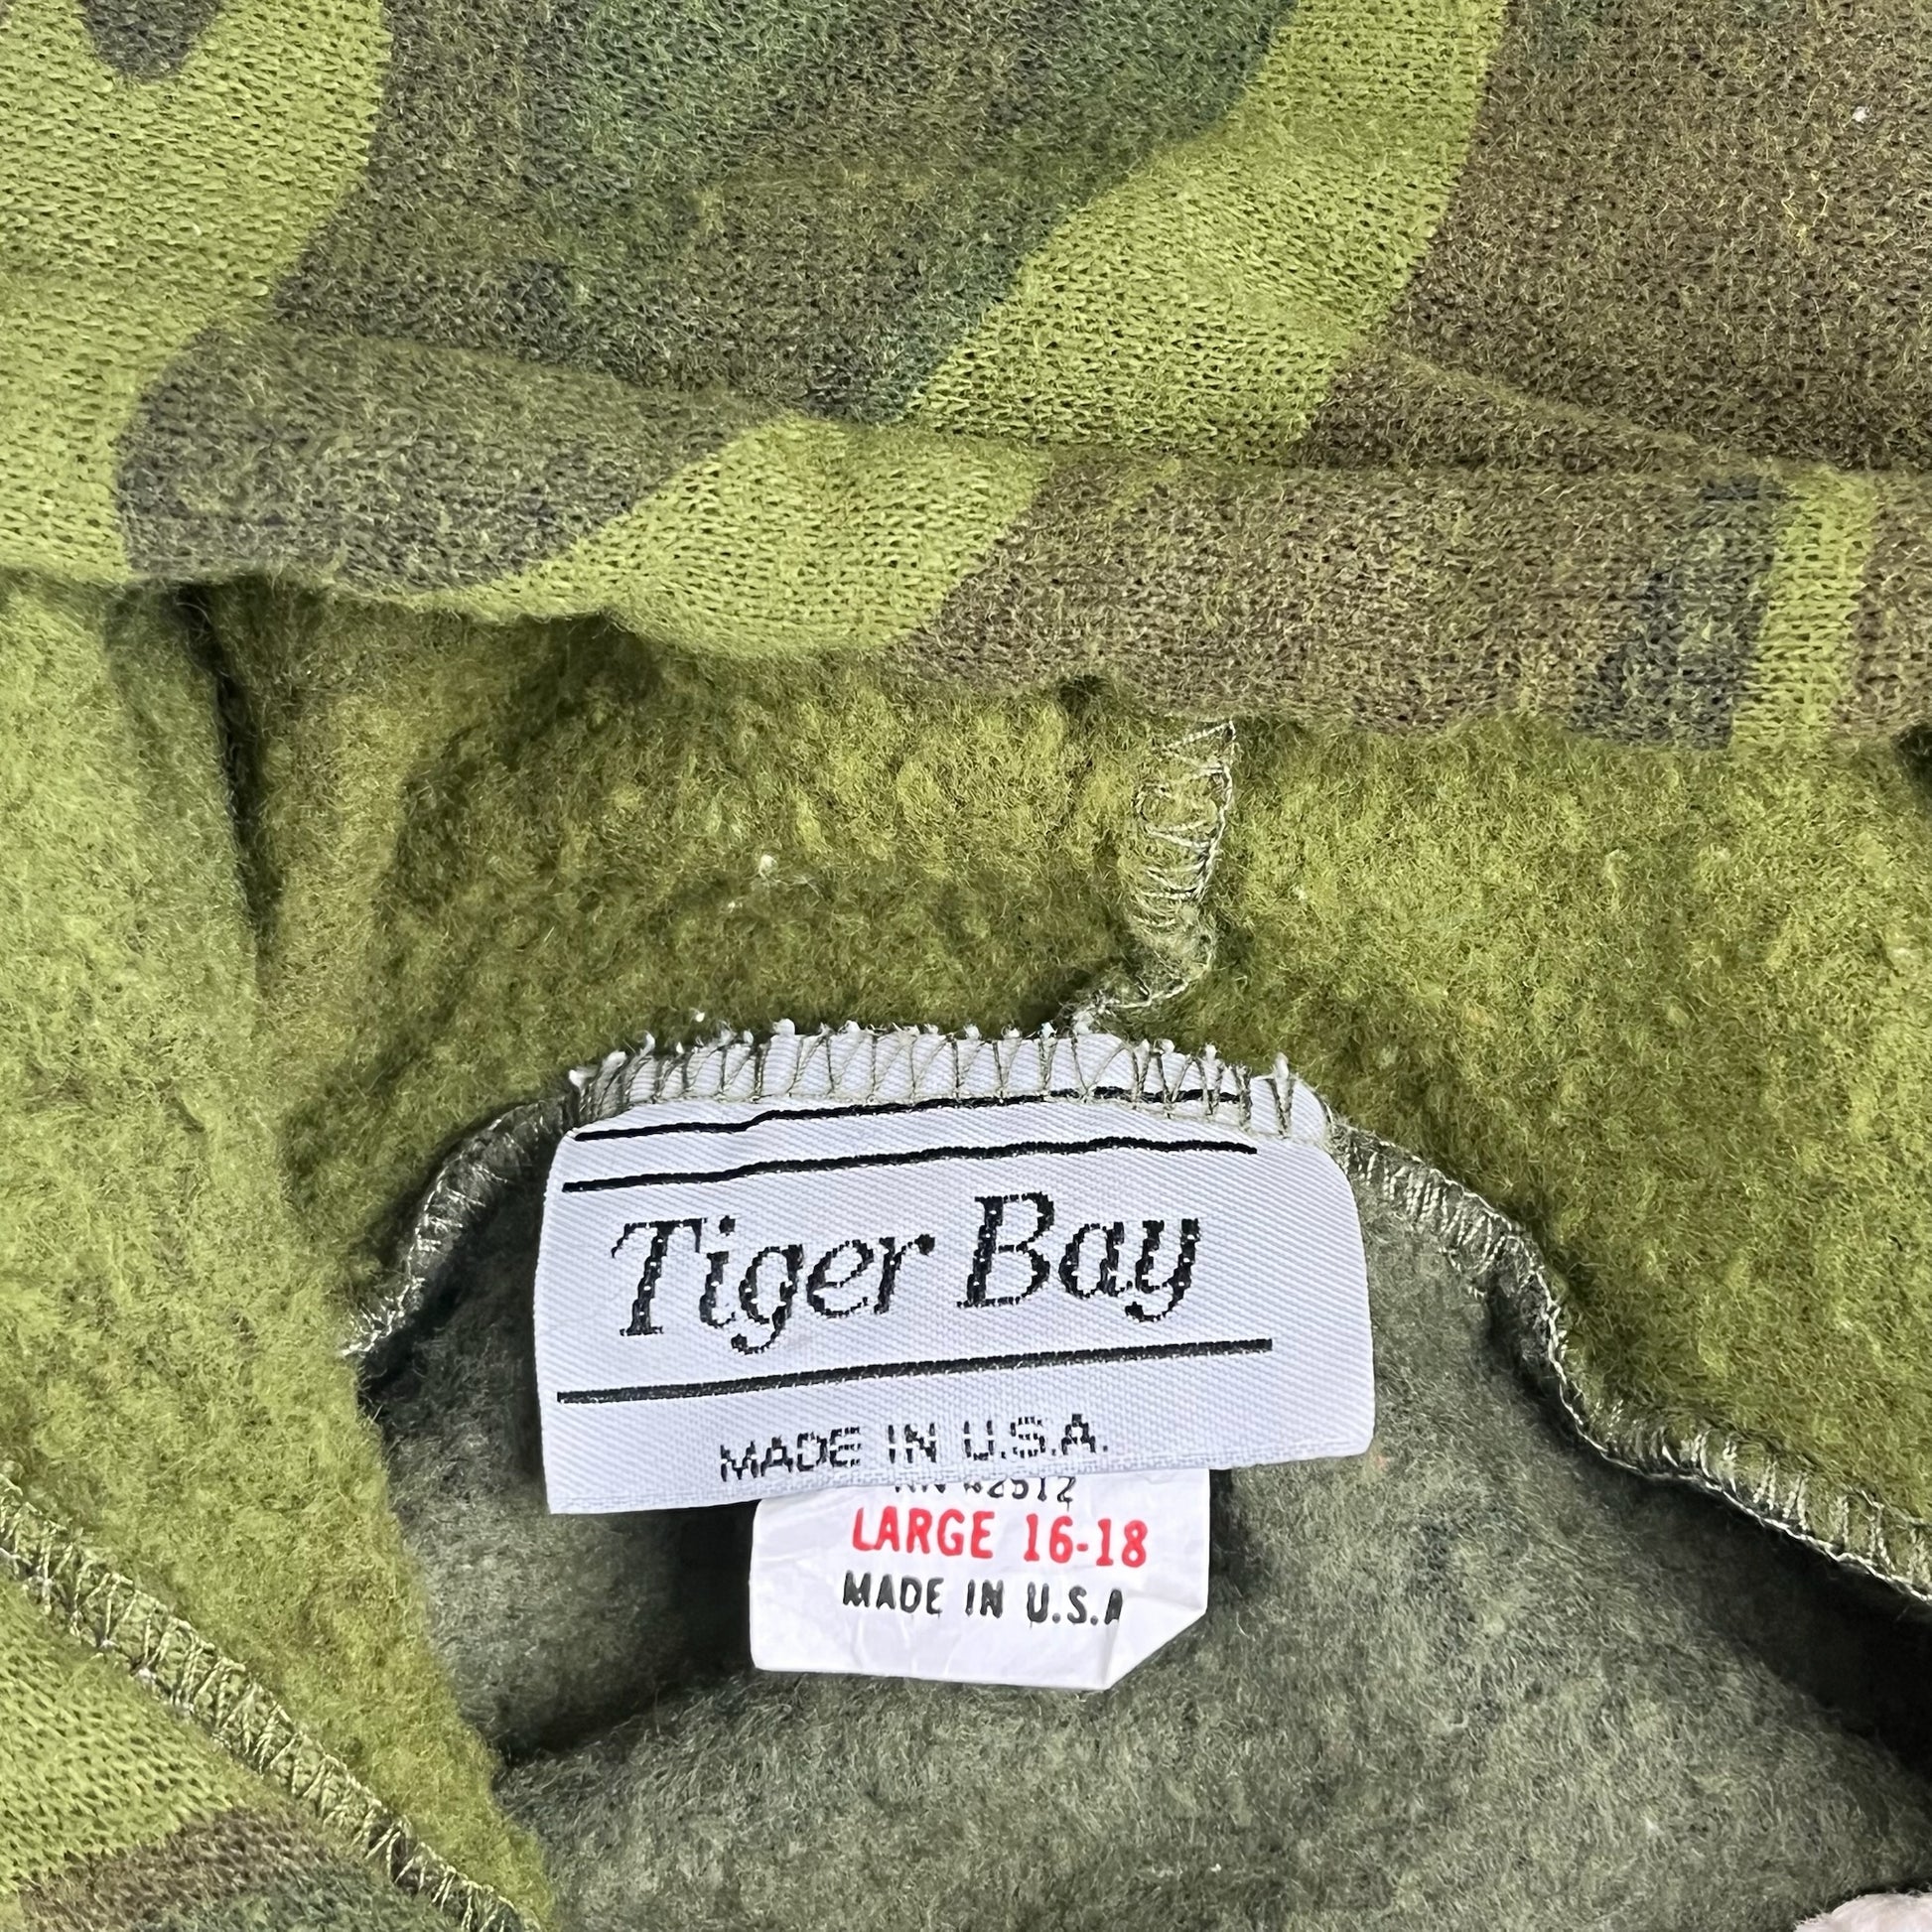 Tiger Bay
MADE IN U.S.A.
LARGE 16-18
MADE IN U.S.A